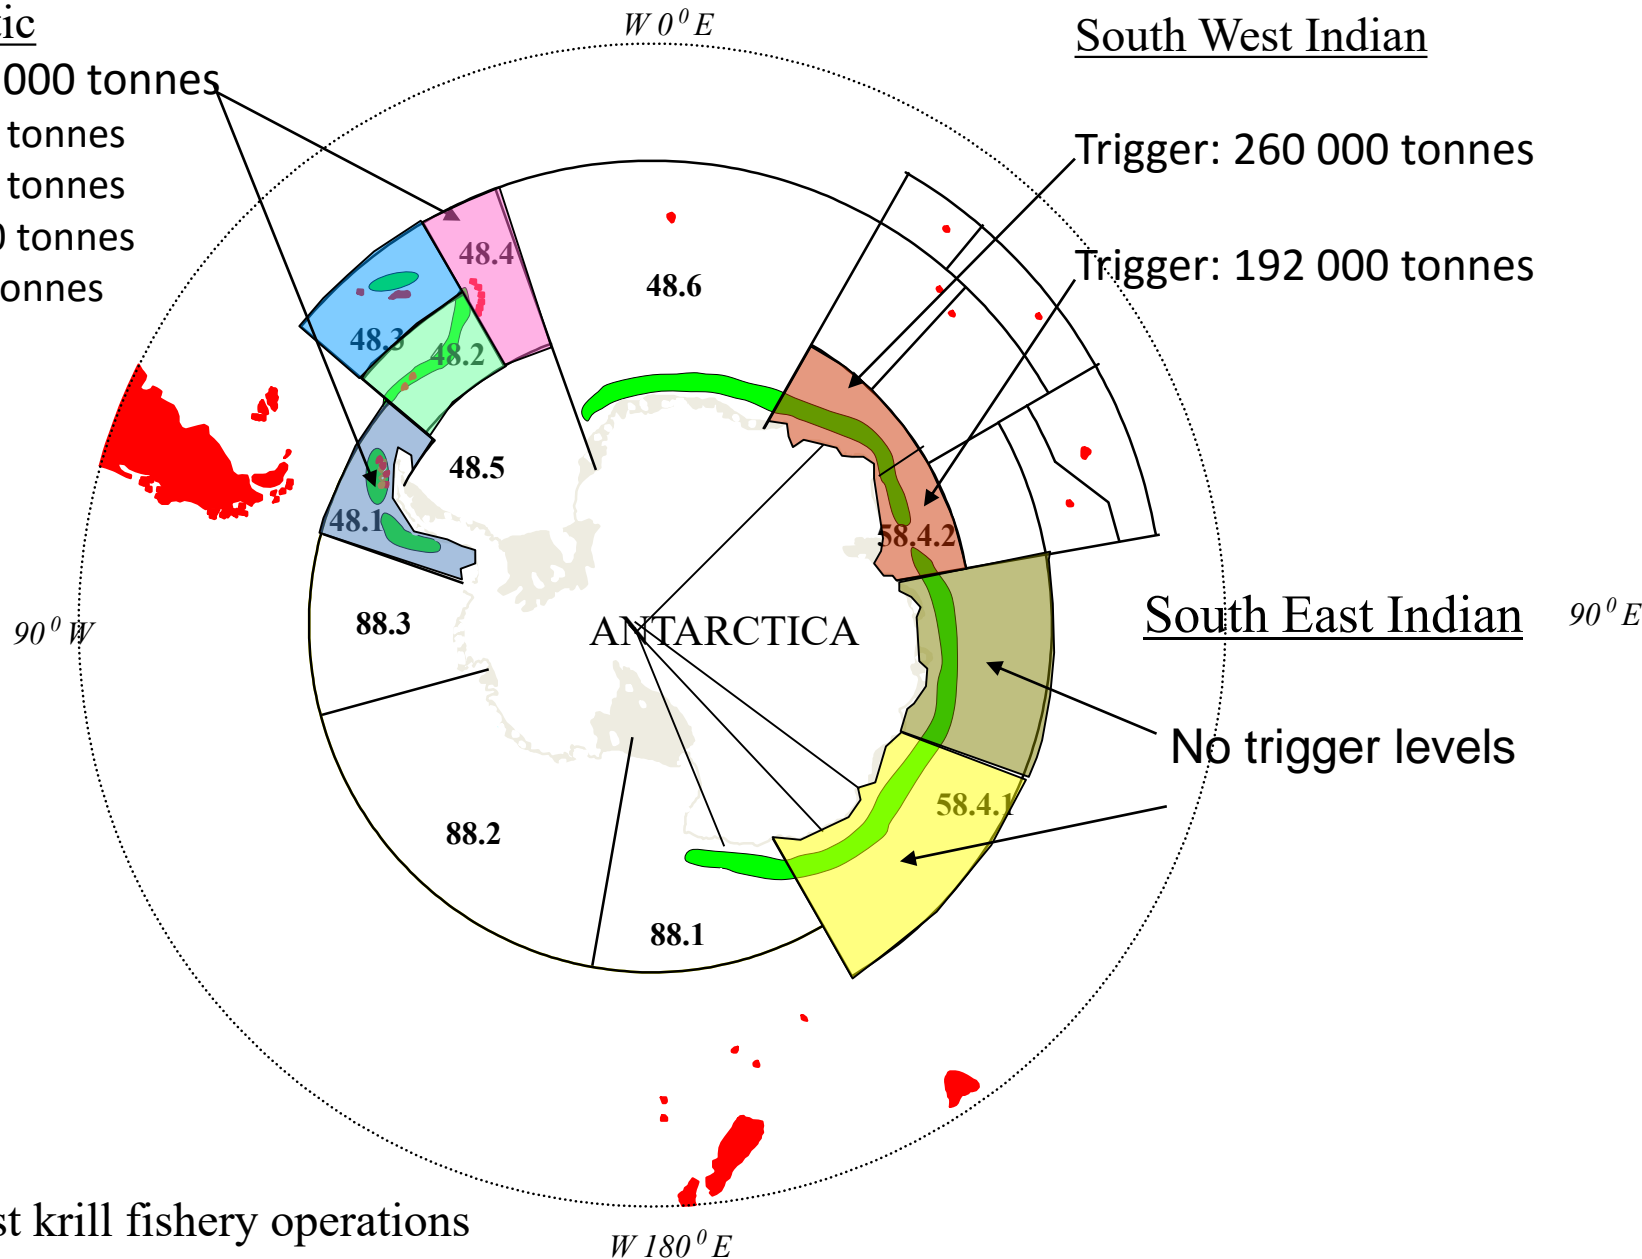 W 0⁰ E
tic
000 tonnes
tonnes
tonnes
0 tonnes
onnes
South West Indian
Trigger: 260 000 tonnes
Trigger: 192 000 tonnes
48.4
48.6
48.3
48.2
48.5
48.1
58.4.2
88.3
ANTARCTICA
90⁰ W
South East Indian
90⁰ E
No trigger levels
58.4.1
88.2
88.1
st krill fishery operations
W 180⁰ E